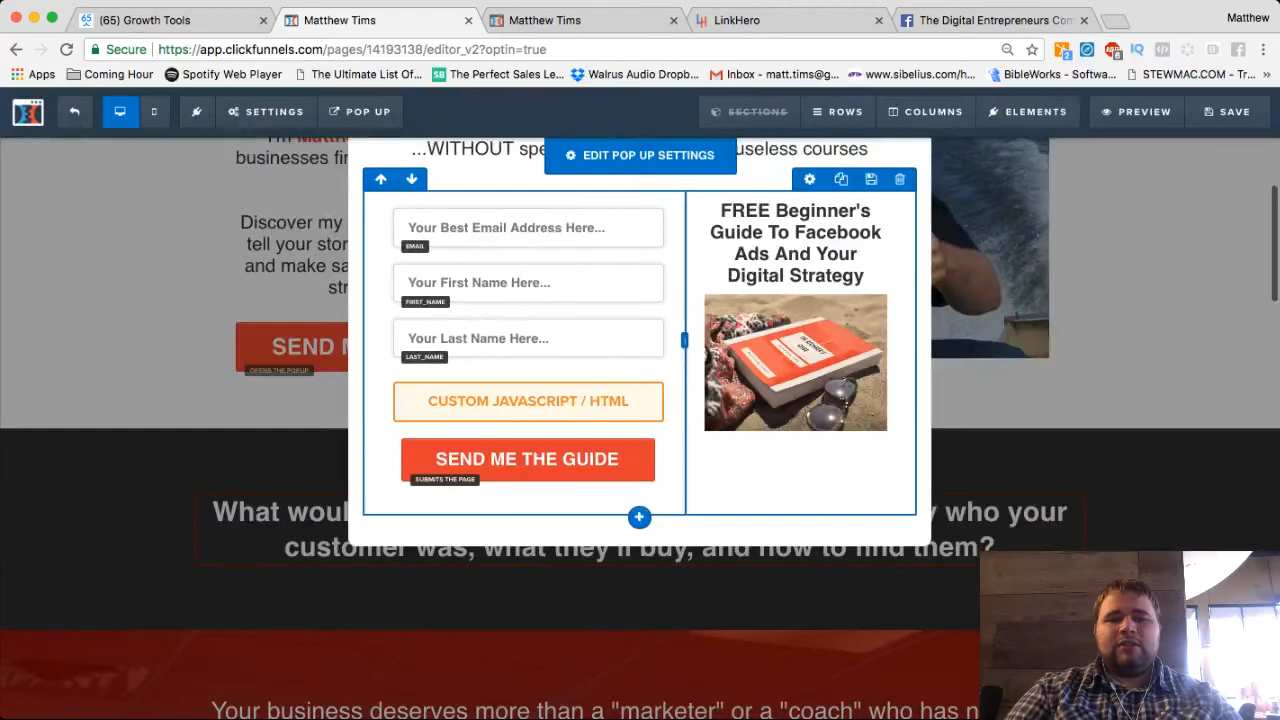 (65) Growth Tools
Matthew Tims
Matthew Tims
LinkHero
The Digital Entrepreneurs Com
Matthew
Secure
https://app.clickfunnels.com/pages/14193138/editor_v2?optin=true
Apps
Coming Hour
Spotify Web Player
The Ultimate List Of...
The Perfect Sales Le...
Walrus Audio Dropb...
Inbox - matt.tims@g...
www.sibelius.com/h...
BibleWorks - Softwa...
STEWMAC.COM - Tr...
SETTINGS
POP UP
SECTIONS
ROWS
COLUMNS
ELEMENTS
PREVIEW
SAVE
I'm Matth
businesses fin
...WITHOUT spe
useless courses
EDIT POP UP SETTINGS
Discover my
tell your stor
and make sa
str
SEND M
OPENS THE POPUP
Your Best Email Address Here...
EMAIL
Your First Name Here...
FIRST_NAME
Your Last Name Here...
LAST_NAME
CUSTOM JAVASCRIPT / HTML
SEND ME THE GUIDE
SUBMITS THE PAGE
FREE Beginner's
Guide To Facebook
Ads And Your
Digital Strategy
What woul
y who your
customer was, what they'll buy, and how to find them?
Your business deserves more than a "marketer" or a "coach" who has n